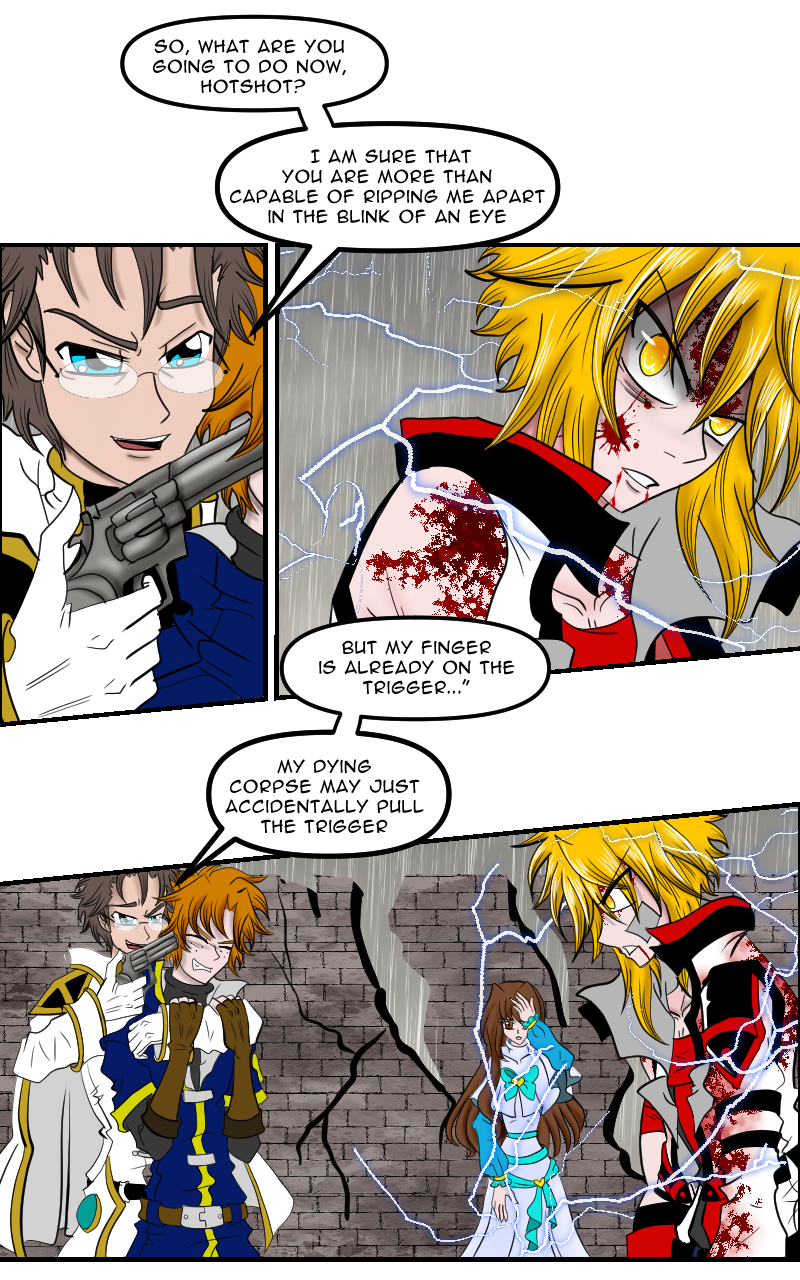 SO, WHAT ARE YOU
GOING TO DO NOW,
HOTSHOT?
I AM SURE THAT
YOU ARE MORE THAN
CAPABLE OF RIPPING ME APART
IN THE BLINK OF AN EYE
BUT MY FINGER
IS ALREADY ON THE
TRIGGER..."
MY DYING
CORPSE MAY JUST
ACCIDENTALLY PULL
THE TRIGGER